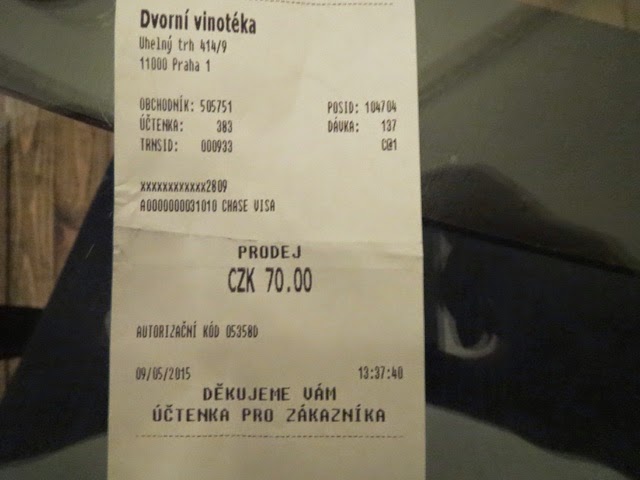 Dvorní vinotéka
Uhelný trh 414/9
11000 Praha 1
OBCHODNÍK: 505751 POSID: 104704
ÚČTENKA: 383 DÁVKA: 137
TRNSID: 000933 C@1
xxxxxxxxxxxx2809
A0000000031010 CHASE VISA
PRODEJ
CZK 70.00
AUTORIZAČNÍ KÓD 05358D
09/05/2015 13:37:40
DĚKUJEME VÁM
ÚČTENKA PRO ZÁKAZNÍKA